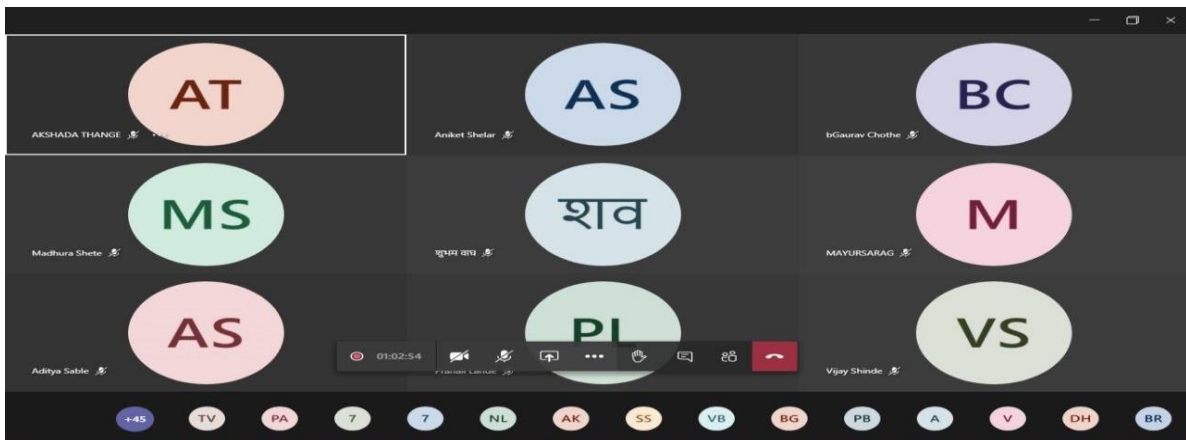 AT
AKSHADA THANGE
AS
Aniket Shelar
BC
bGaurav Chothe
MS
Madhura Shete
शव
शुभम वाघ
M
MAYURSARAG
AS
Aditya Sable
PL
VS
Vijay Shinde
01:02:54
+45 TV PA 7 7 NL AK SS VB BG PB A V DH BR